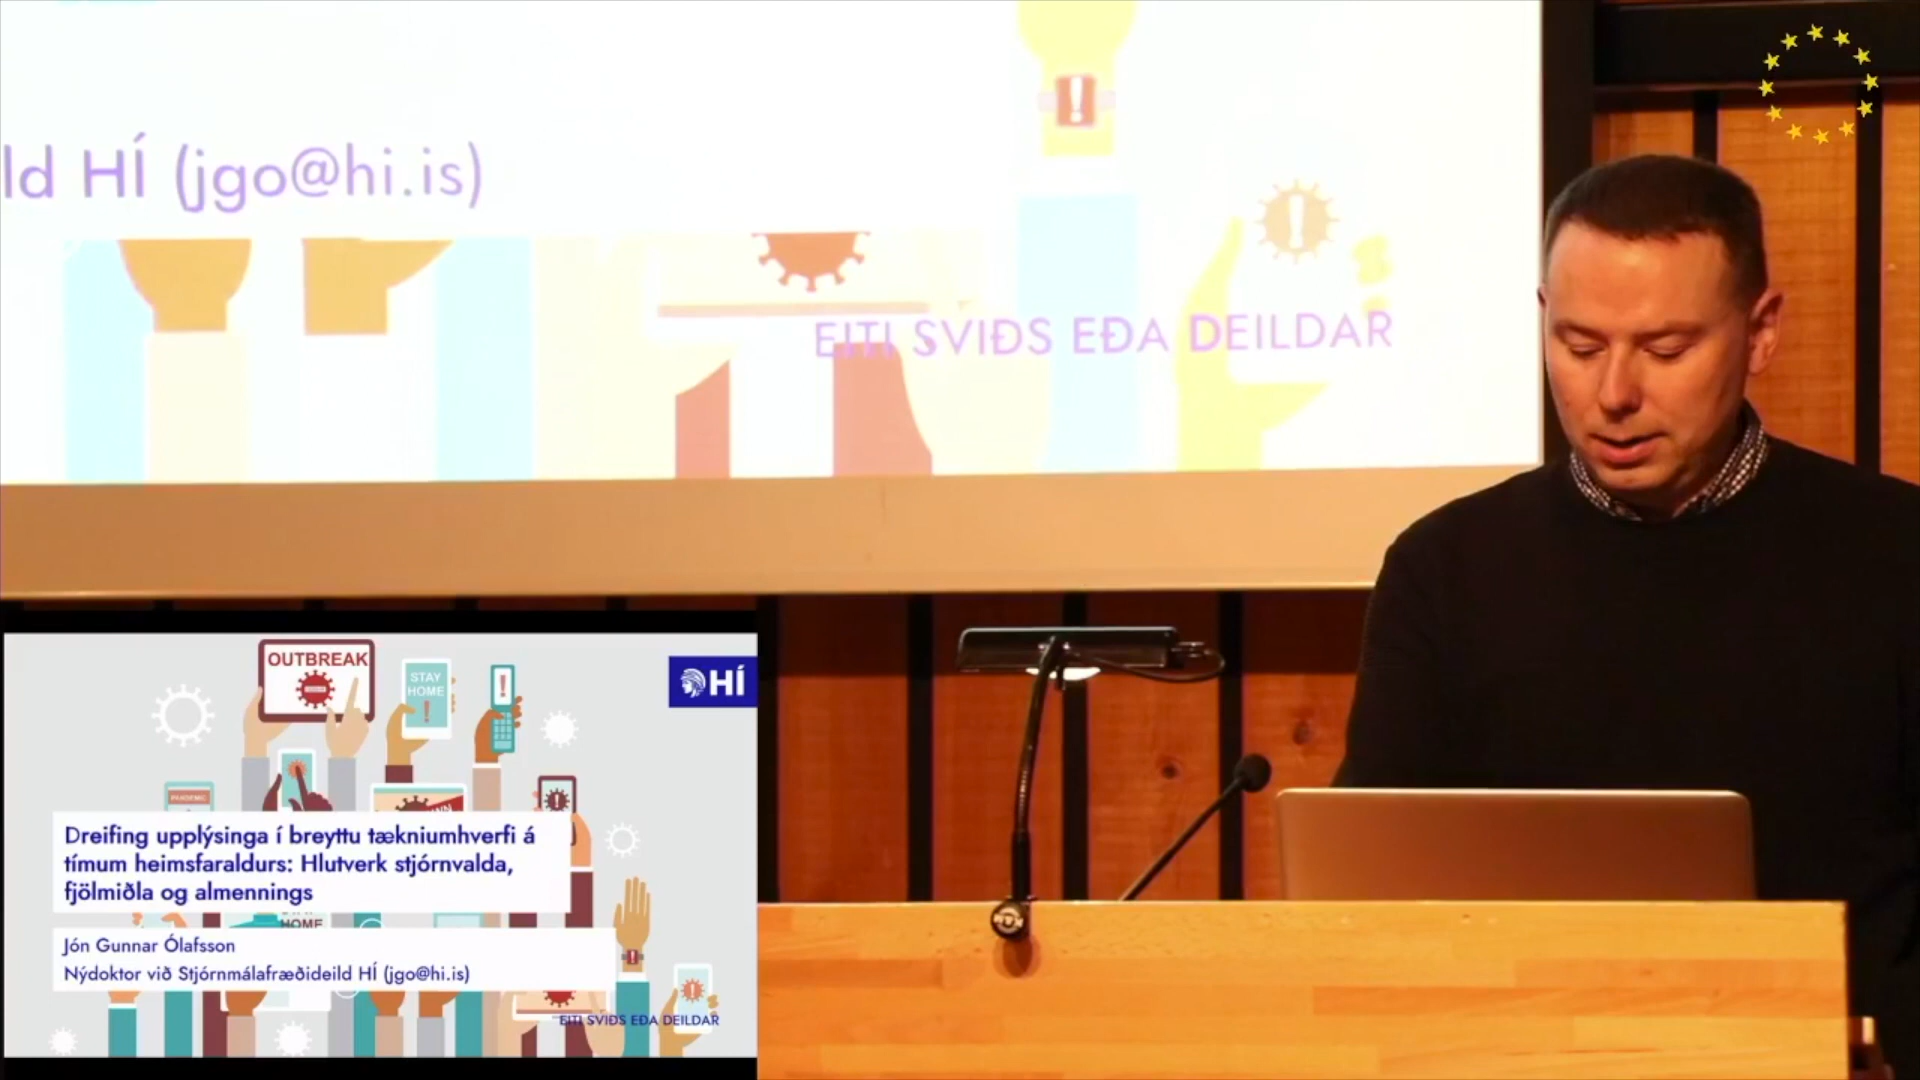 ld HÍ (jgo@hi.is)
EITI SVIÐS EÐA DEILDAR
OUTBREAK
STAY
HOME
HÍ
PANDEMIC
Dreifing upplýsinga í breyttu tækniumhverfi á
tímum heimsfaraldurs: Hlutverk stjórnvalda,
fjölmiðla og almennings
HOME
Jón Gunnar Ólafsson
Nýdoktor við Stjórnmálafræðideild HÍ (jgo@hi.is)
EITI SVIÐS EÐA DEILDAR